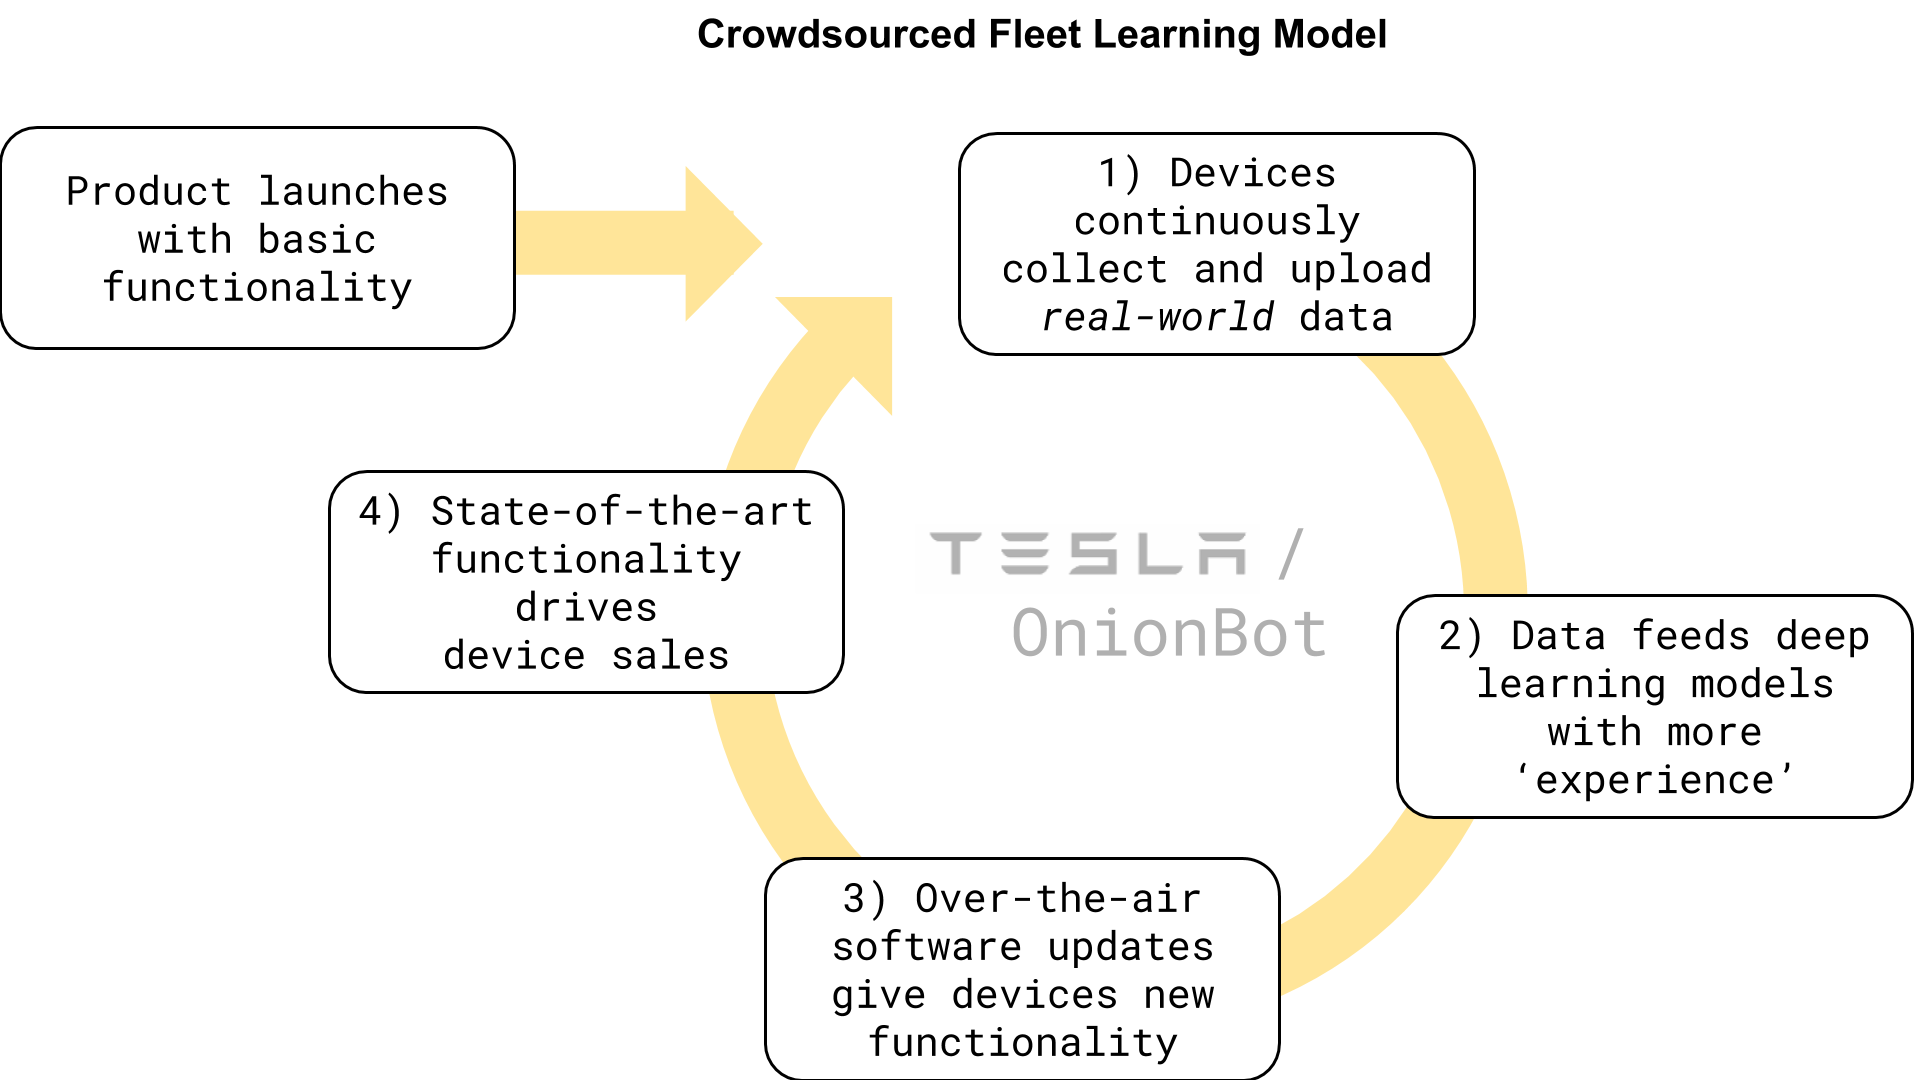 Crowdsourced Fleet Learning Model
Product launches
with basic
functionality
1) Devices
continuously
collect and upload
real-world data
4) State-of-the-art
functionality
drives
device sales
TESLA /
OnionBot
2) Data feeds deep
learning models
with more
‘experience’
3) Over-the-air
software updates
give devices new
functionality